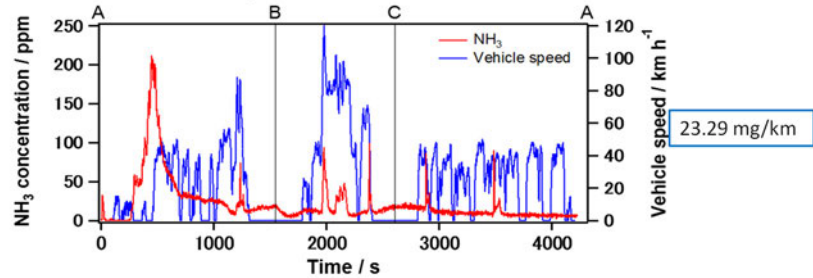 A B C A
NH₃
Vehicle speed
250
200
150
100
50
0
NH₃ concentration / ppm
120
100
80
60
40
20
0
Vehicle speed / km h⁻¹
0 1000 2000 3000 4000
Time / s
23.29 mg/km